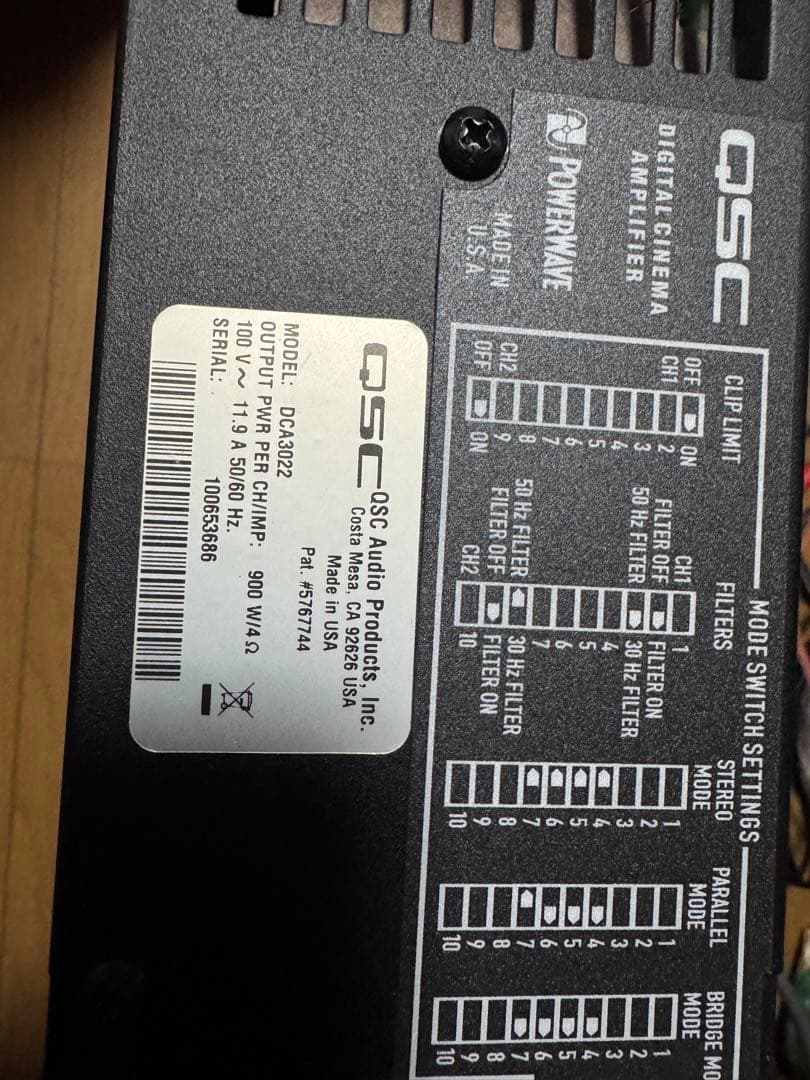 QSC
DIGITAL CINEMA
AMPLIFIER
POWERWAVE
MADE IN
U.S.A.
MODE SWITCH SETTINGS
CLIP LIMIT
OFF ON
CH1
1
2
3
4
5
6
7
8
9
CH2
OFF ON
FILTERS
CH1
1
FILTER OFF FILTER ON
50 Hz FILTER 30 Hz FILTER
4
5
6
7
50 Hz FILTER 30 Hz FILTER
FILTER OFF FILTER ON
CH2 10
STEREO
MODE
1
2
3
4
5
6
7
8
9
10
PARALLEL
MODE
1
2
3
4
5
6
7
8
9
10
BRIDGE MO
MODE
1
2
3
4
5
6
7
8
9
10
QSC QSC Audio Products, Inc.
Costa Mesa, CA 92626 USA
Made in USA
Pat. #5767744
MODEL: DCA3022
OUTPUT PWR PER CH/IMP: 900 W/4Ω
100 V~ 11.9 A 50/60 Hz.
SERIAL: 100653686